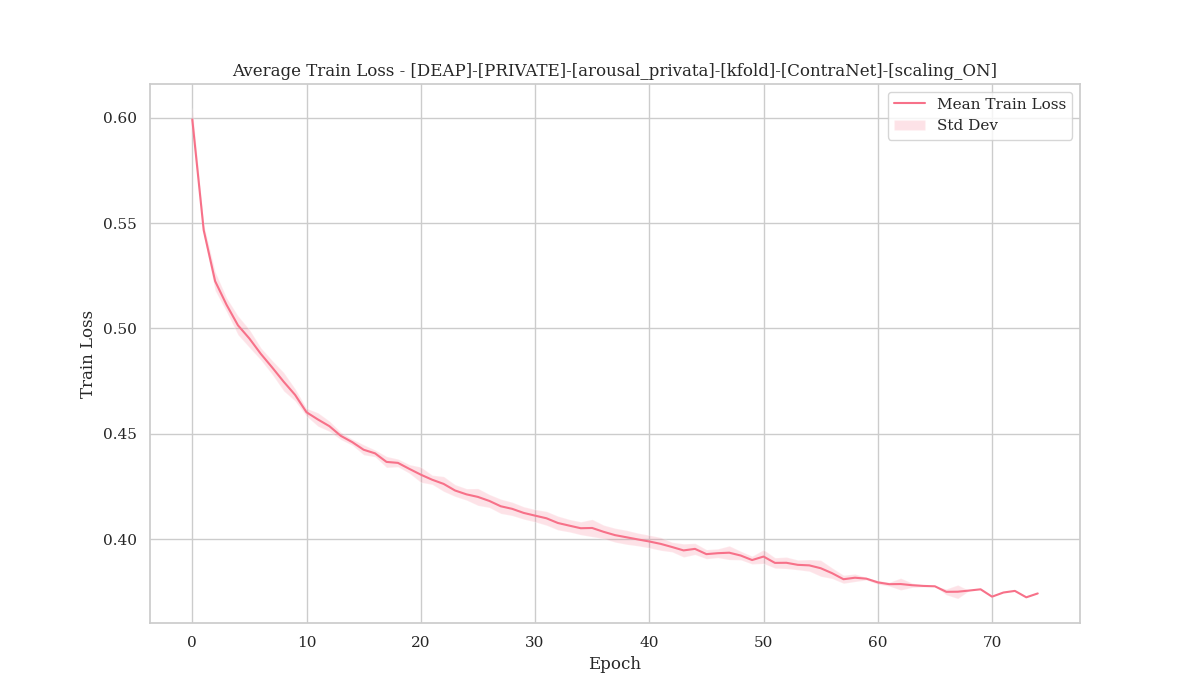 Average Train Loss - [DEAP]-[PRIVATE]-[arousal_privata]-[kfold]-[ContraNet]-[scaling_ON]
Mean Train Loss
Std Dev
0.60
0.55
0.50
0.45
0.40
Train Loss
0 10 20 30 40 50 60 70
Epoch